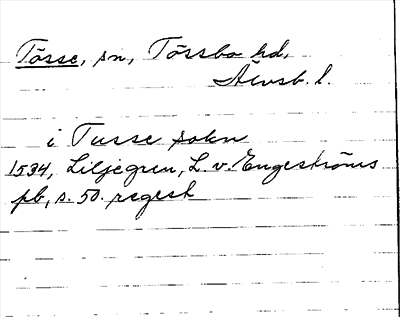 Tösse, sn, Tössbo hd,
Älvsb. l.
i Tusse sokn
1534, Liljegren, L. v. Engeströms
pb, s. 50. regest